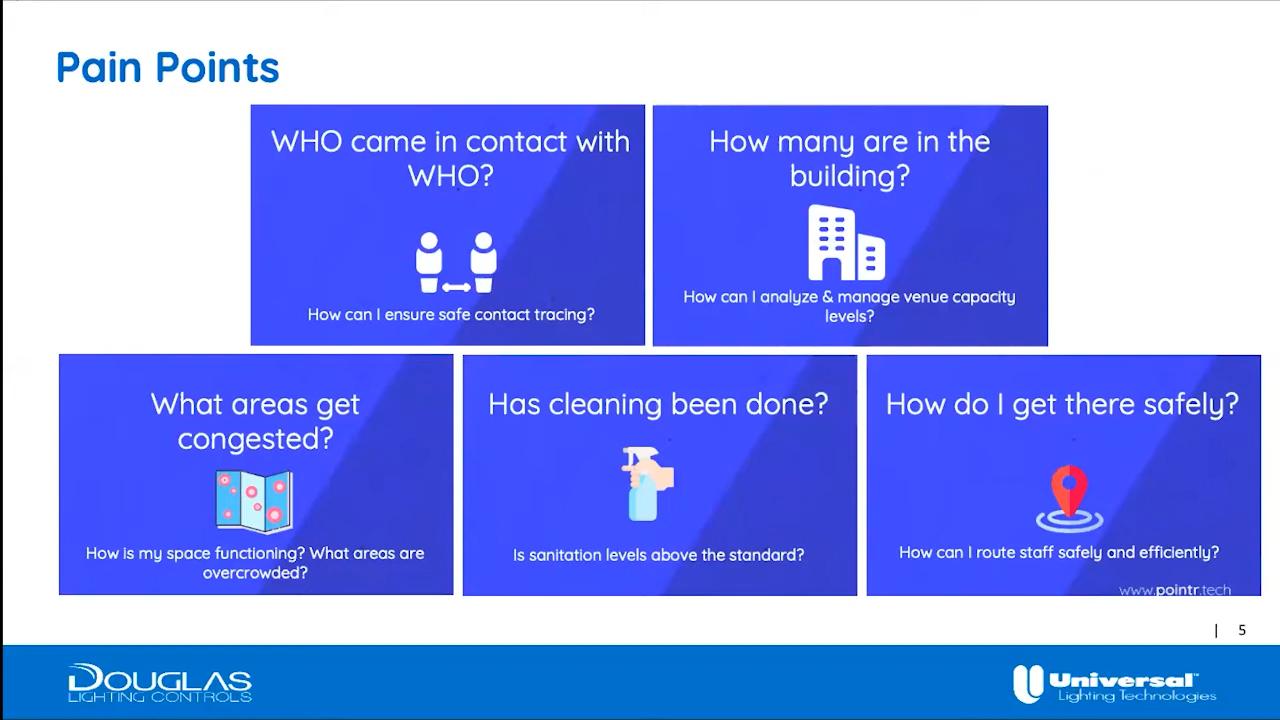 Pain Points
WHO came in contact with
WHO?
How can I ensure safe contact tracing?
How many are in the
building?
How can I analyze & manage venue capacity
levels?
What areas get
congested?
How is my space functioning? What areas are
overcrowded?
Has cleaning been done?
Is sanitation levels above the standard?
How do I get there safely?
How can I route staff safely and efficiently?
www.pointr.tech
| 5
DOUGLAS
LIGHTING CONTROLS
Universal™
Lighting Technologies